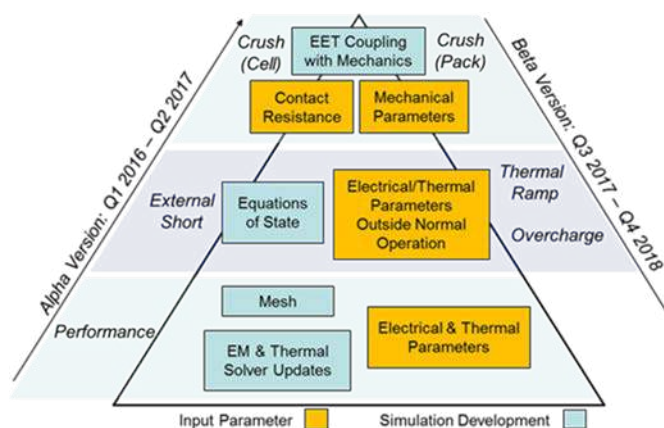 Crush
(Cell)
EET Coupling
with Mechanics
Crush
(Pack)
Contact
Resistance
Mechanical
Parameters
Alpha Version: Q1 2016 – Q2 2017
Beta Version: Q3 2017 – Q4 2018
External
Short
Equations
of State
Electrical/Thermal
Parameters
Outside Normal
Operation
Thermal
Ramp
Overcharge
Performance
Mesh
EM & Thermal
Solver Updates
Electrical & Thermal
Parameters
Input Parameter
Simulation Development